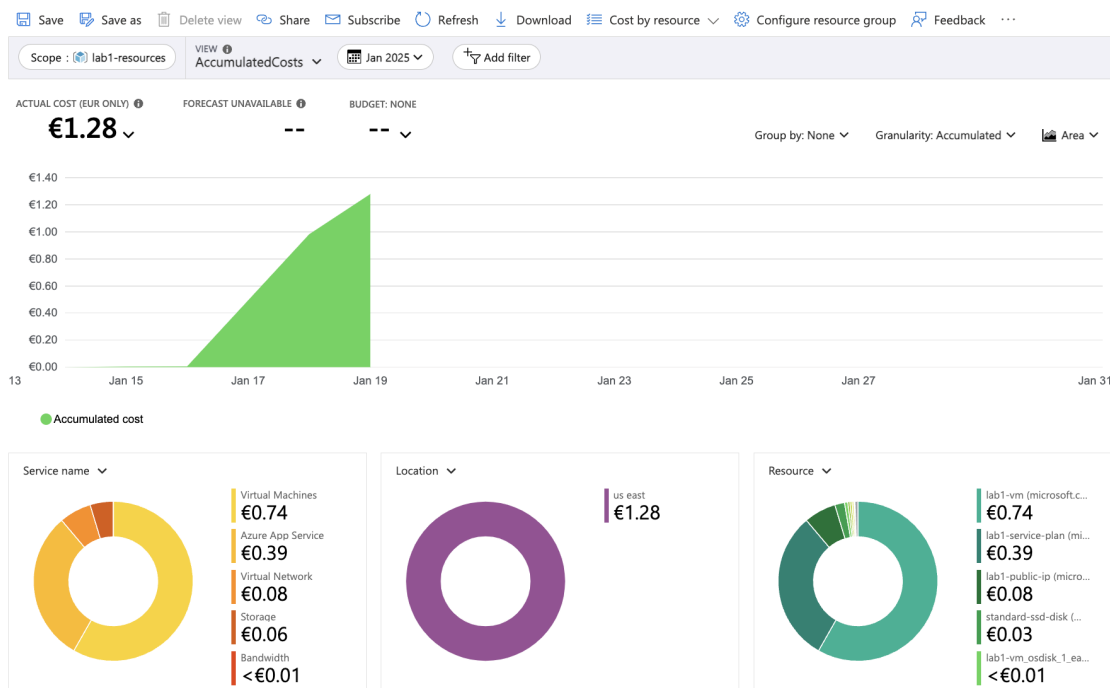 Save Save as Delete view Share Subscribe Refresh Download Cost by resource Configure resource group Feedback ...
Scope : lab1-resources
VIEW
AccumulatedCosts
Jan 2025
Add filter
ACTUAL COST (EUR ONLY)
€1.28
FORECAST UNAVAILABLE
--
BUDGET: NONE
--
Group by: None Granularity: Accumulated Area
€1.40
€1.20
€1.00
€0.80
€0.60
€0.40
€0.20
€0.00
13 Jan 15 Jan 17 Jan 19 Jan 21 Jan 23 Jan 25 Jan 27 Jan 31
Accumulated cost
Service name
Virtual Machines
€0.74
Azure App Service
€0.39
Virtual Network
€0.08
Storage
€0.06
Bandwidth
<€0.01
Location
us east
€1.28
Resource
lab1-vm (microsoft.c...
€0.74
lab1-service-plan (mi...
€0.39
lab1-public-ip (micro...
€0.08
standard-ssd-disk (...
€0.03
lab1-vm_osdisk_1_ea...
<€0.01